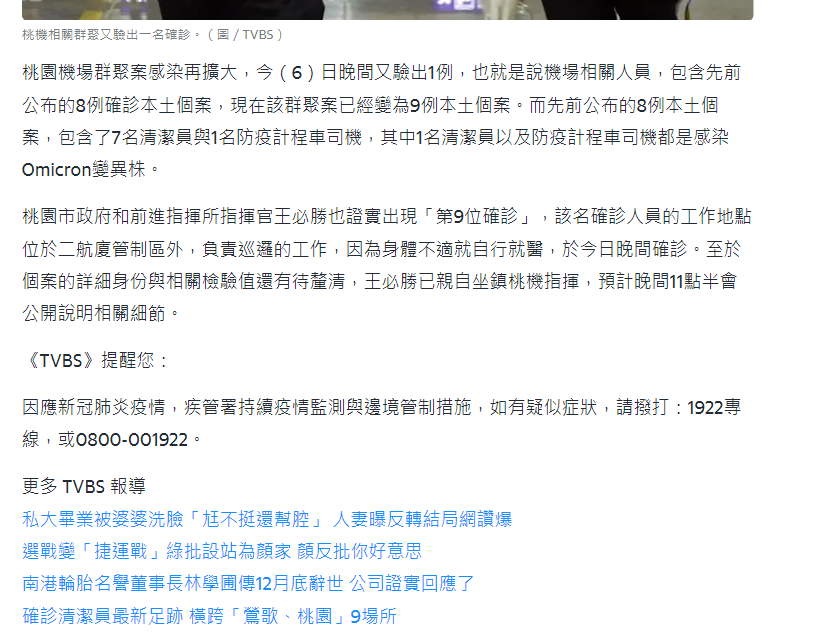 桃機相關群聚又驗出一名確診。（圖／TVBS）
桃園機場群聚案感染再擴大，今（6）日晚間又驗出1例，也就是說機場相關人員，包含先前
公布的8例確診本土個案，現在該群聚案已經變為9例本土個案。而先前公布的8例本土個
案，包含了7名清潔員與1名防疫計程車司機，其中1名清潔員以及防疫計程車司機都是感染
Omicron變異株。
桃園市政府和前進指揮所指揮官王必勝也證實出現「第9位確診」，該名確診人員的工作地點
位於二航廈管制區外，負責巡邏的工作，因為身體不適就自行就醫，於今日晚間確診。至於
個案的詳細身份與相關檢驗值還有待釐清，王必勝已親自坐鎮桃機指揮，預計晚間11點半會
公開說明相關細節。
《TVBS》提醒您：
因應新冠肺炎疫情，疾管署持續疫情監測與邊境管制措施，如有疑似症狀，請撥打：1922專
線，或0800-001922。
更多 TVBS 報導
私大畢業被婆婆洗臉「尪不挺還幫腔」 人妻曝反轉結局網讚爆
選戰變「捷運戰」綠批設站為顏家 顏反批你好意思
南港輪胎名譽董事長林學圃傳12月底辭世 公司證實回應了
確診清潔員最新足跡 橫跨「鶯歌、桃園」9場所